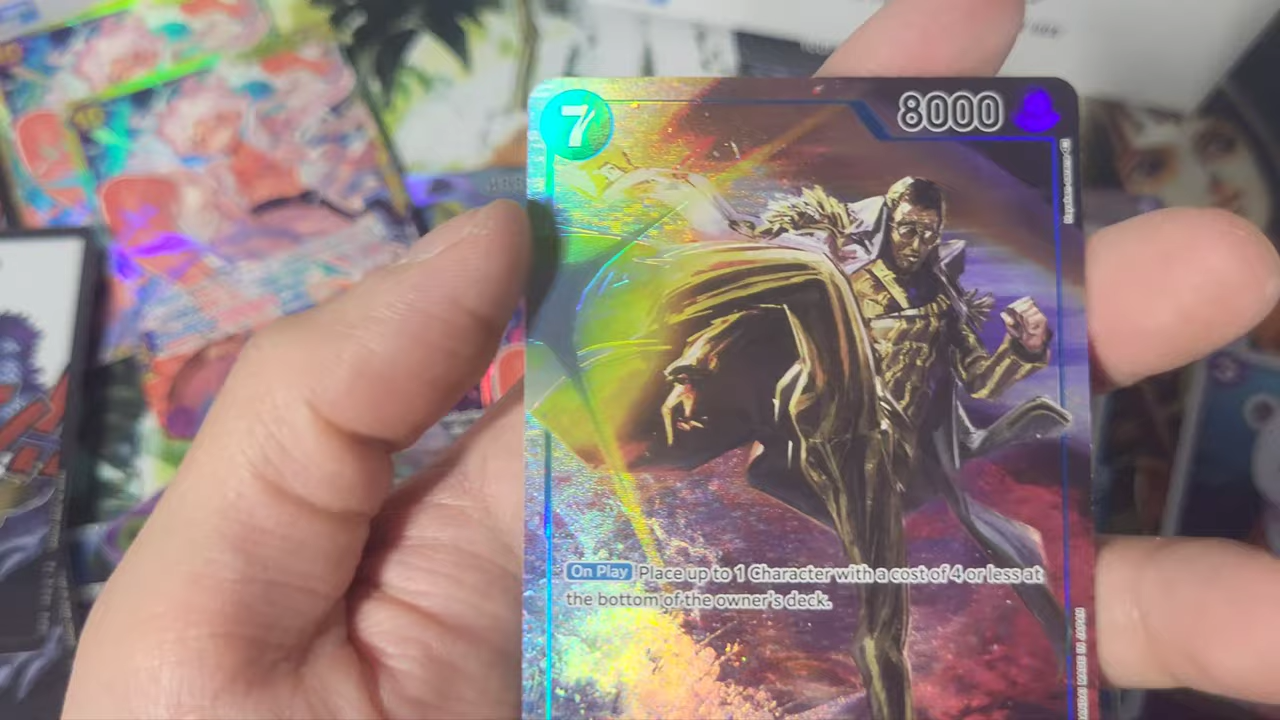 7
8000
On Play Place up to 1 Character with a cost of 4 or less at
the bottom of the owner's deck.